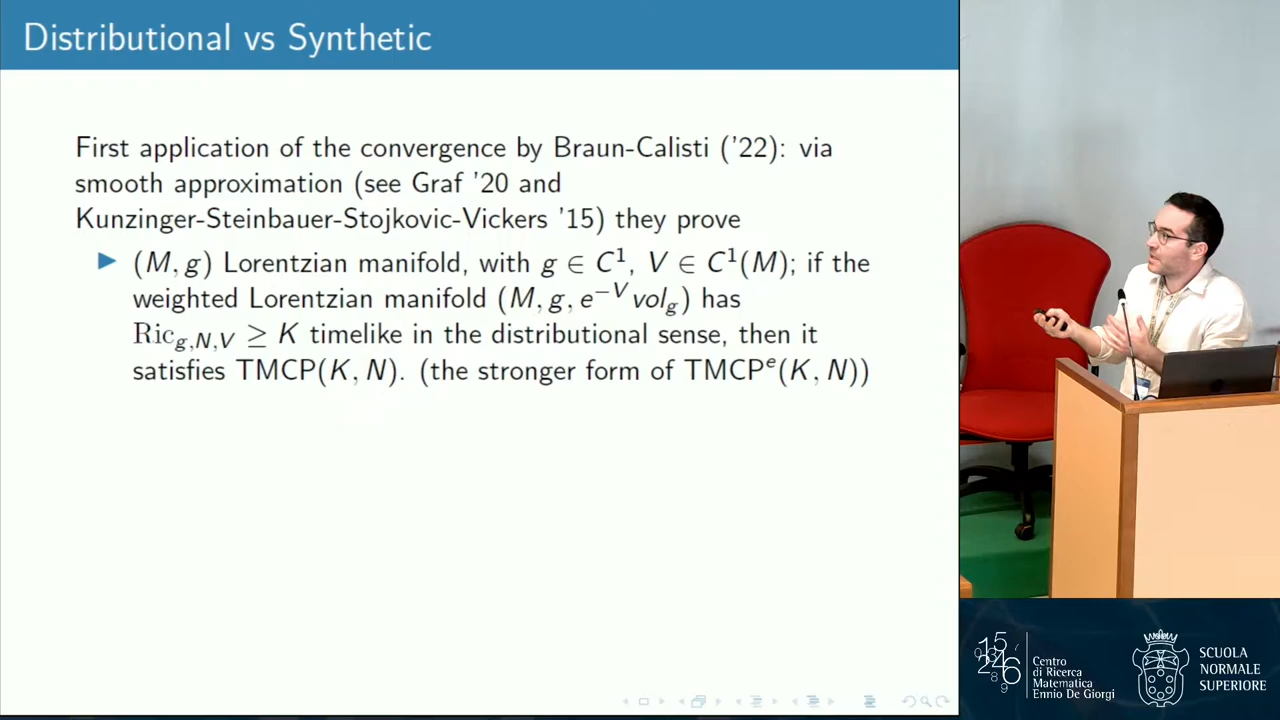 Distributional vs Synthetic
First application of the convergence by Braun-Calisti ('22): via
smooth approximation (see Graf '20 and
Kunzinger-Steinbauer-Stojkovic-Vickers '15) they prove
▶ (M, g) Lorentzian manifold, with g ∈ C¹, V ∈ C¹(M); if the
weighted Lorentzian manifold (M, g, e^{−V} vol_g) has
Ric_{g,N,V} ≥ K timelike in the distributional sense, then it
satisfies TMCP(K, N). (the stronger form of TMCP^e(K, N))
Centro
di Ricerca
Matematica
Ennio De Giorgi
SCUOLA
NORMALE
SUPERIORE